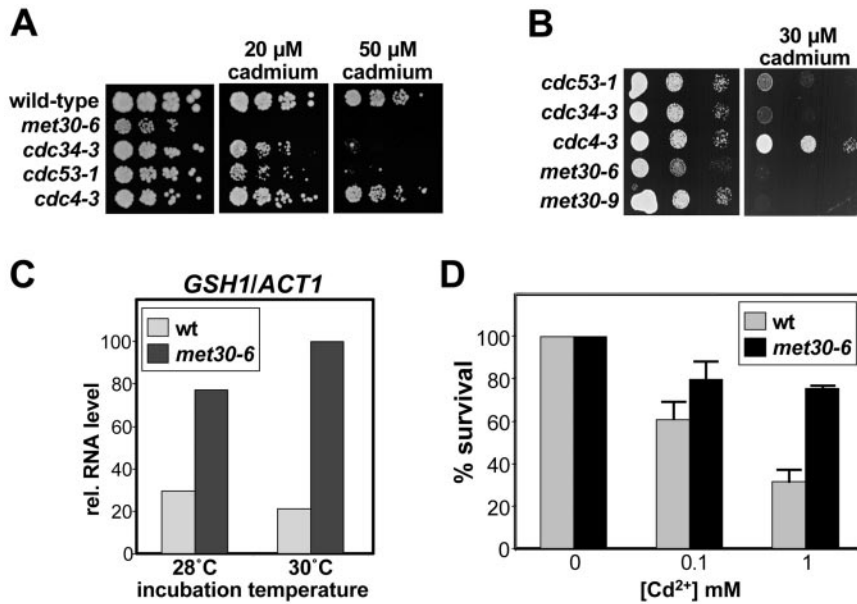 A
20 µM
cadmium
50 µM
cadmium
wild-type
met30-6
cdc34-3
cdc53-1
cdc4-3
B
30 µM
cadmium
cdc53-1
cdc34-3
cdc4-3
met30-6
met30-9
C
GSH1/ACT1
wt
met30-6
rel. RNA level
100
80
60
40
20
0
28˚C
30˚C
incubation temperature
D
wt
met30-6
% survival
100
80
60
40
20
0
0
0.1
1
[Cd²⁺] mM